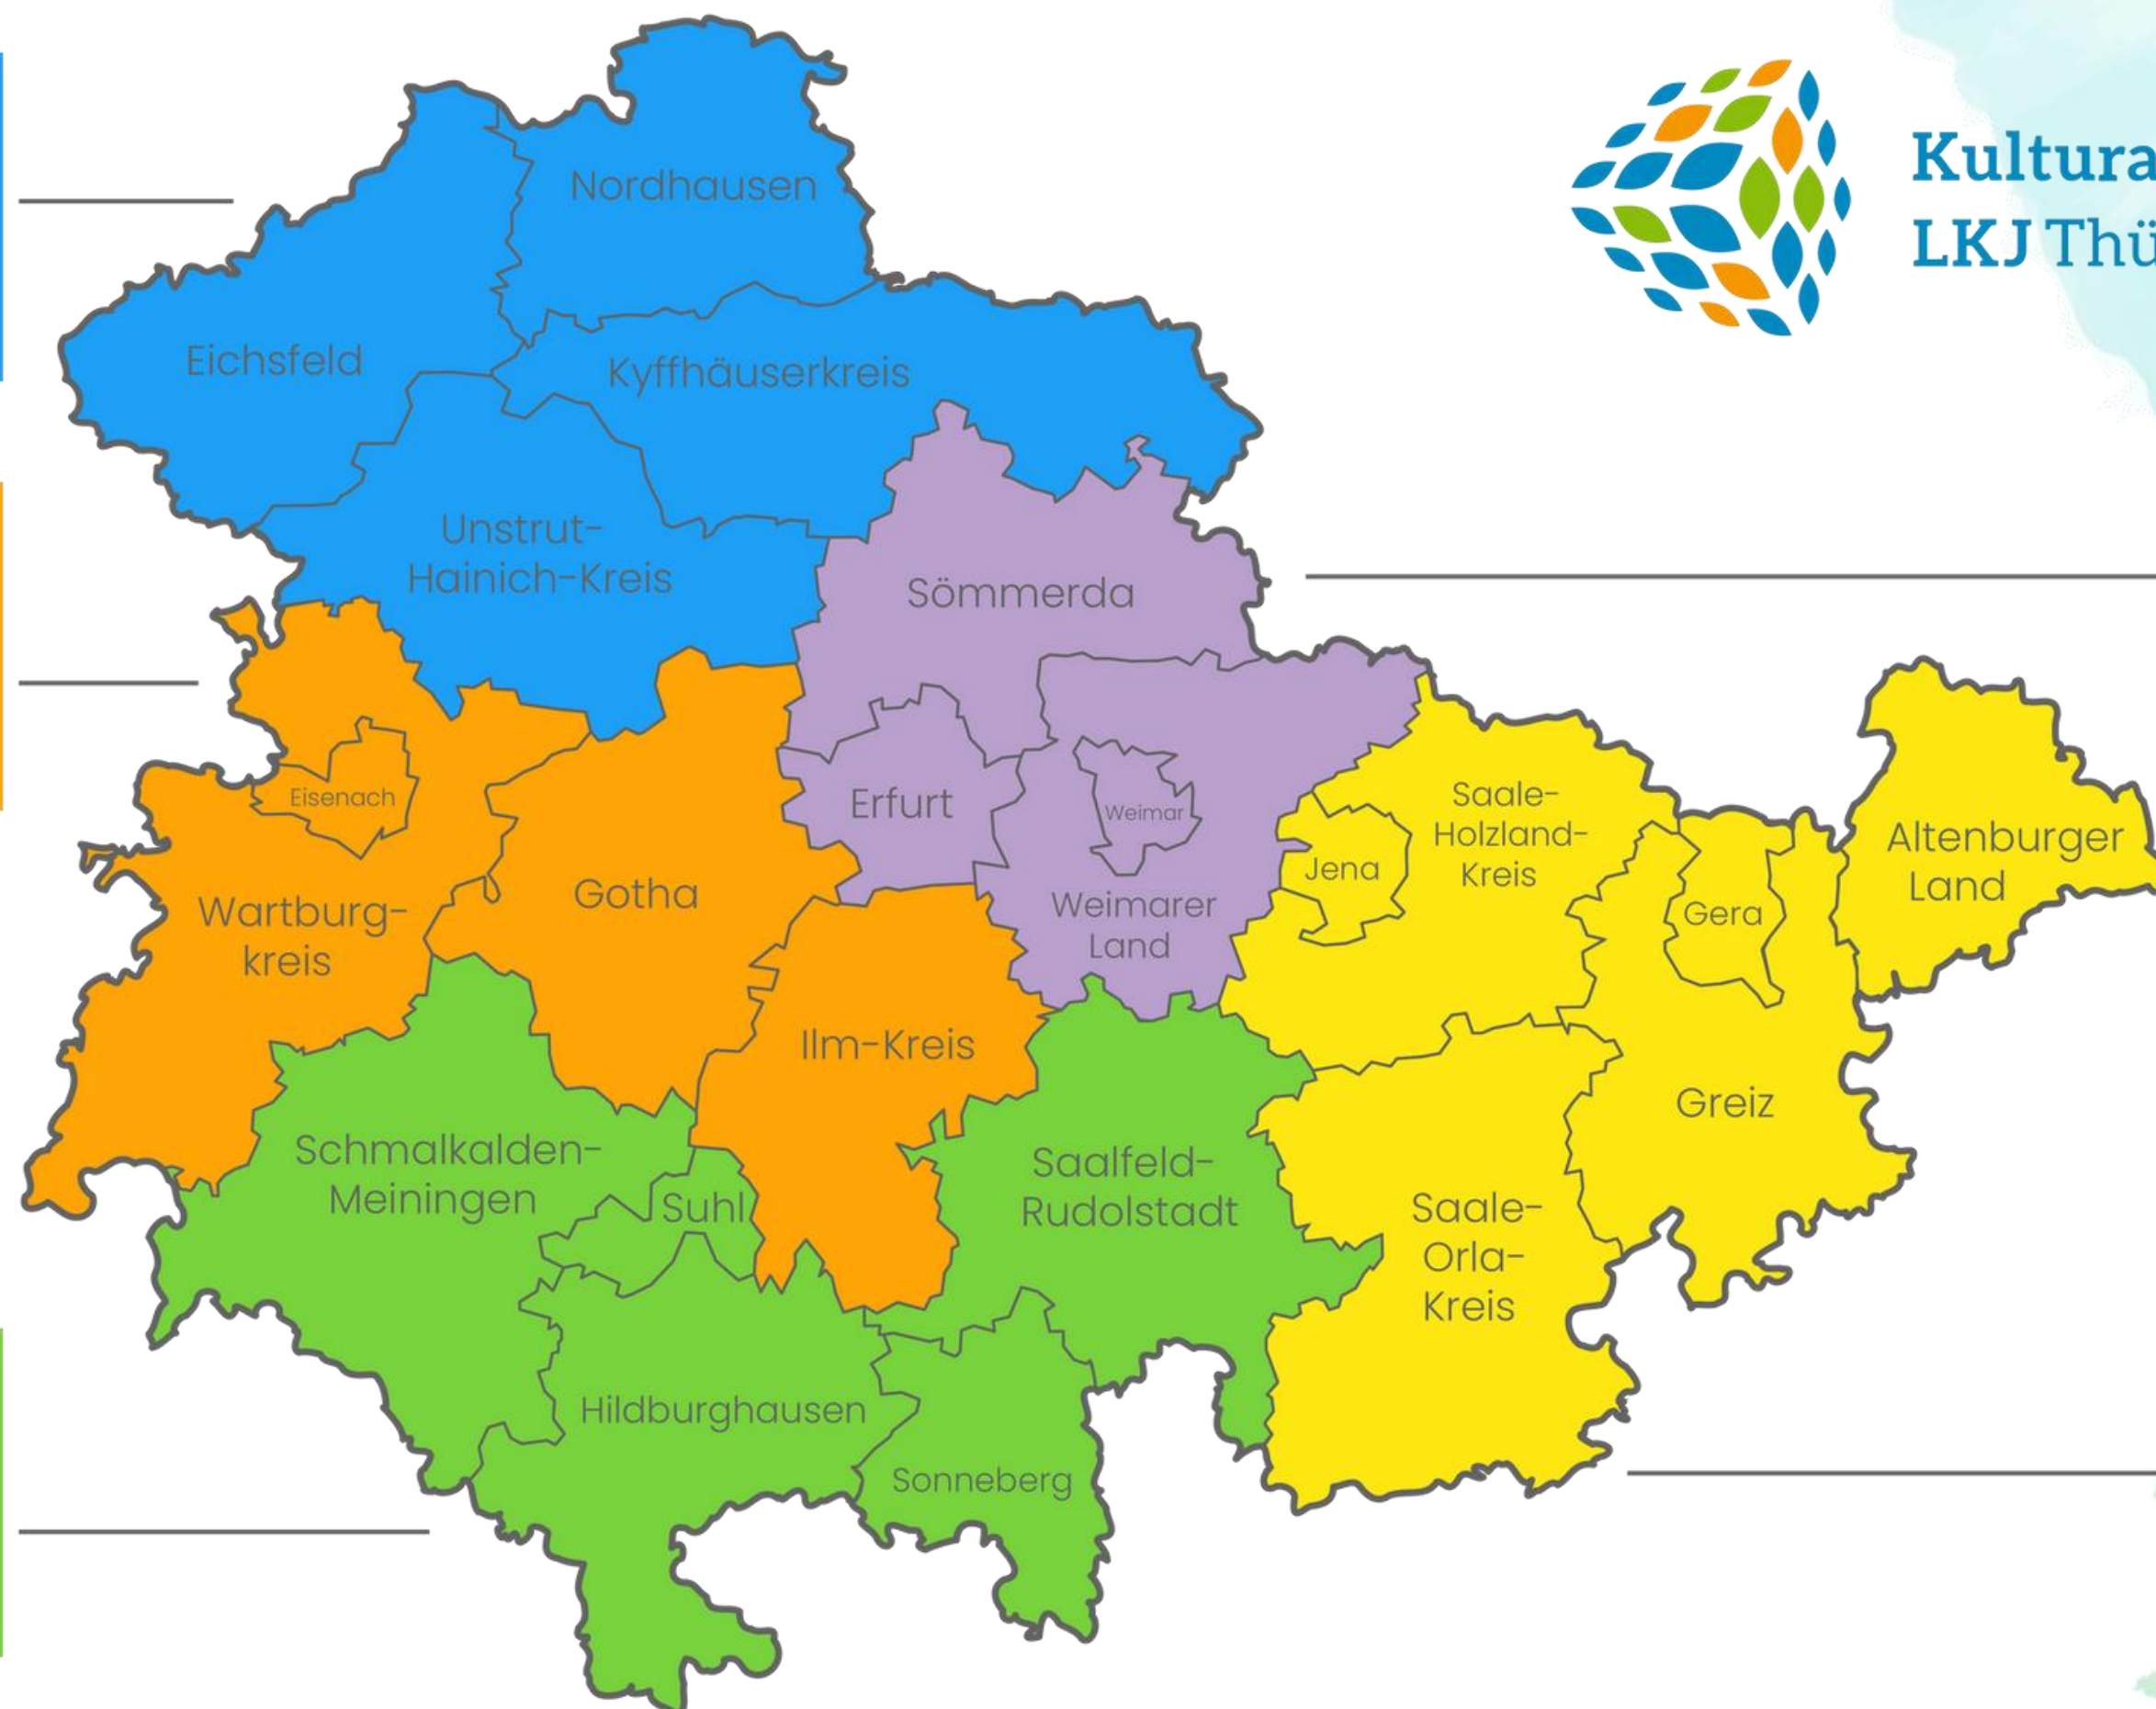 Kultura
LKJ Thü
Nordhausen
Eichsfeld
Kyffhäuserkreis
Unstrut-
Hainich-Kreis
Sömmerda
Eisenach
Erfurt
Weimar
Saale-
Holzland-
Kreis
Altenburger
Land
Jena
Gotha
Wartburg-
kreis
Weimarer
Land
Gera
Ilm-Kreis
Greiz
Schmalkalden-
Meiningen
Suhl
Saalfeld-
Rudolstadt
Saale-
Orla-
Kreis
Hildburghausen
Sonneberg